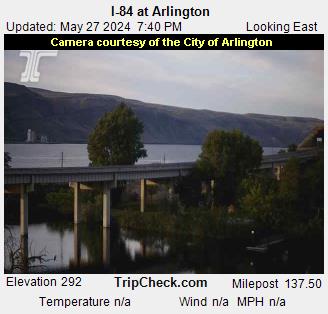 I-84 at Arlington
Updated: May 27 2024 7:40 PM Looking East
Camera courtesy of the City of Arlington
Elevation 292 TripCheck.com Milepost 137.50
Temperature n/a Wind n/a MPH n/a